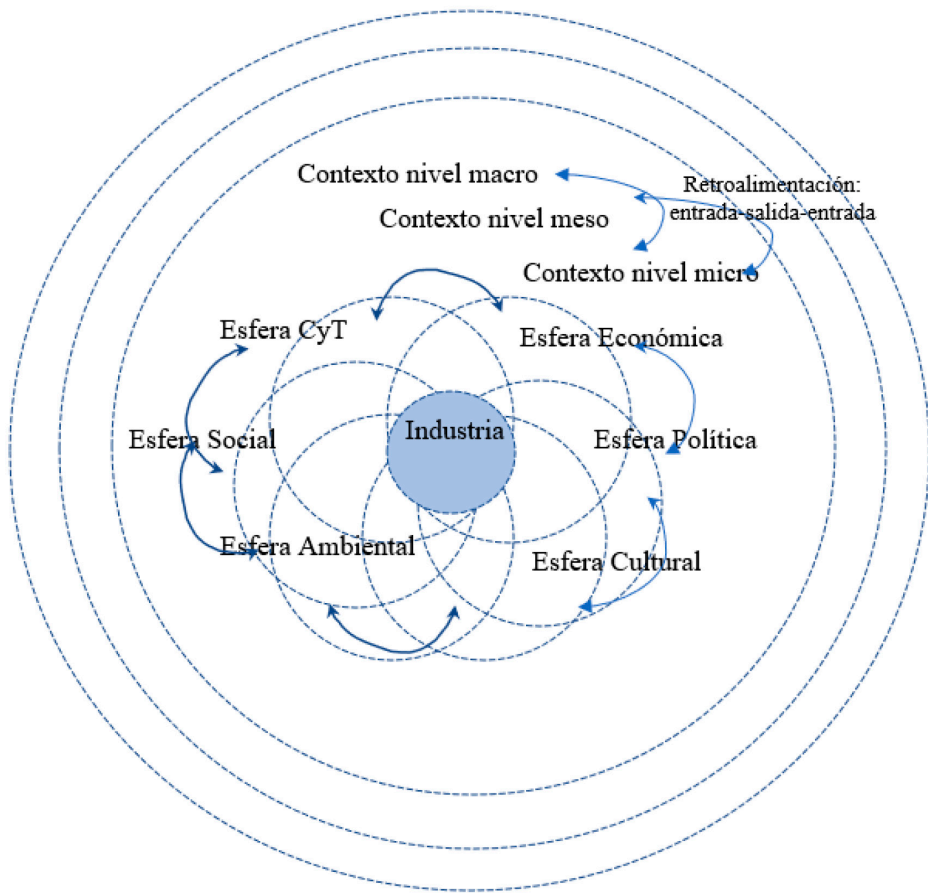 Contexto nivel macro
Retroalimentación:
entrada-salida-entrada
Contexto nivel meso
Contexto nivel micro
Esfera CyT
Esfera Económica
Industria
Esfera Social
Esfera Política
Esfera Ambiental
Esfera Cultural